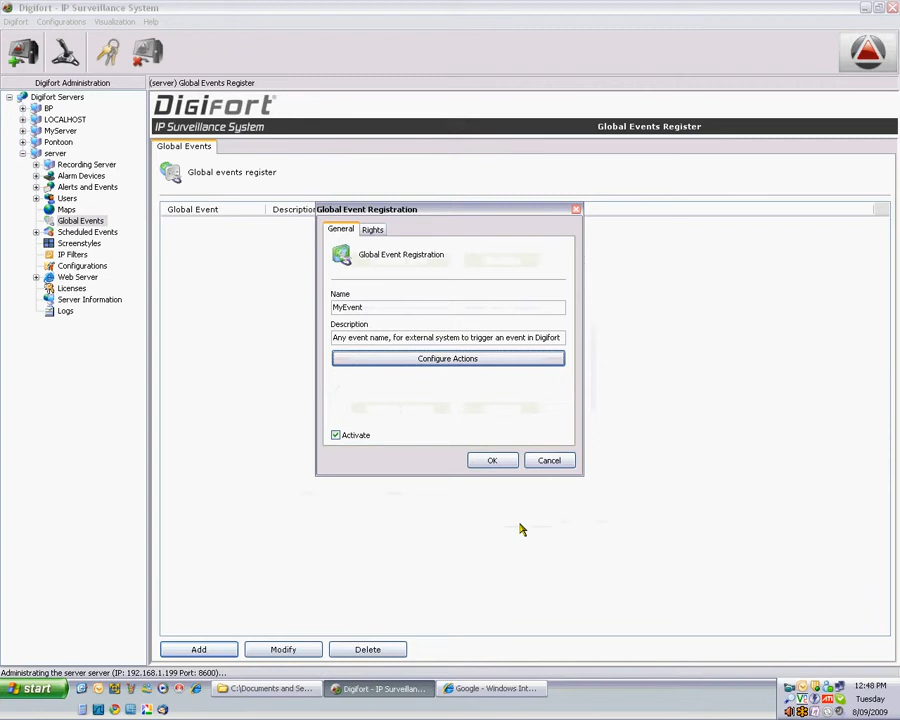 Digifort - IP Surveillance System
Digifort Configurations Visualization Help
Digifort Administration
(server) Global Events Register
Digifort Servers
BP
LOCALHOST
MyServer
Pontoon
server
Recording Server
Alarm Devices
Alerts and Events
Users
Maps
Global Events
Scheduled Events
Screenstyles
IP Filters
Configurations
Web Server
Licenses
Server Information
Logs
Digifort
IP Surveillance System
Global Events Register
Global Events
Global events register
Global Event Description
Global Event Registration
General Rights
Global Event Registration
Name
MyEvent
Description
Any event name, for external system to trigger an event in Digifort
Configure Actions
Activate
OK Cancel
Add Modify Delete
Administrating the server server (IP: 192.168.1.199 Port: 8600)...
start
C:\Documents and Se...
Digifort - IP Surveillan...
Google - Windows Int...
12:48 PM
Tuesday
8/09/2009